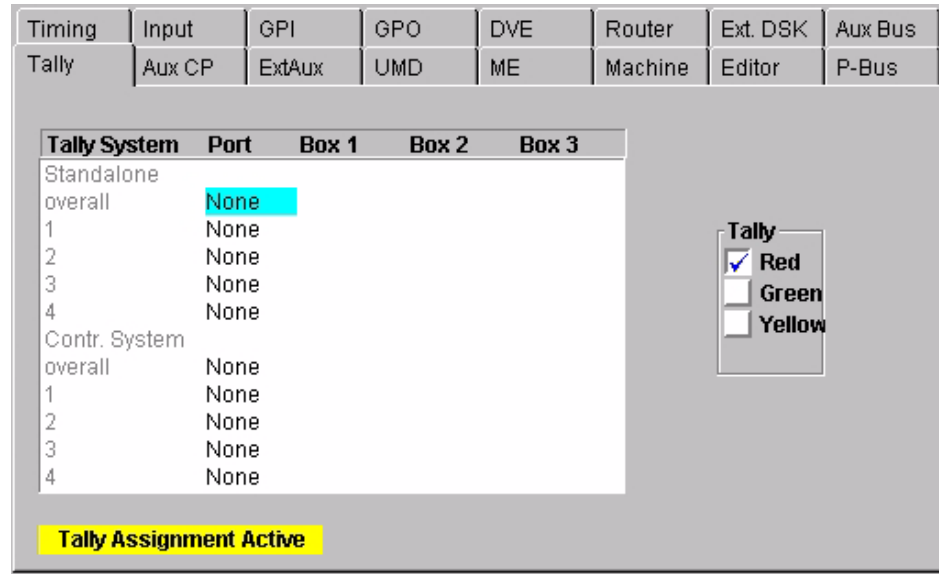 Timing Input GPI GPO DVE Router Ext. DSK Aux Bus
Tally Aux CP ExtAux UMD ME Machine Editor P-Bus
Tally System Port Box 1 Box 2 Box 3
Standalone
overall None
1 None
2 None
3 None
4 None
Contr. System
overall None
1 None
2 None
3 None
4 None
Tally
Red
Green
Yellow
Tally Assignment Active